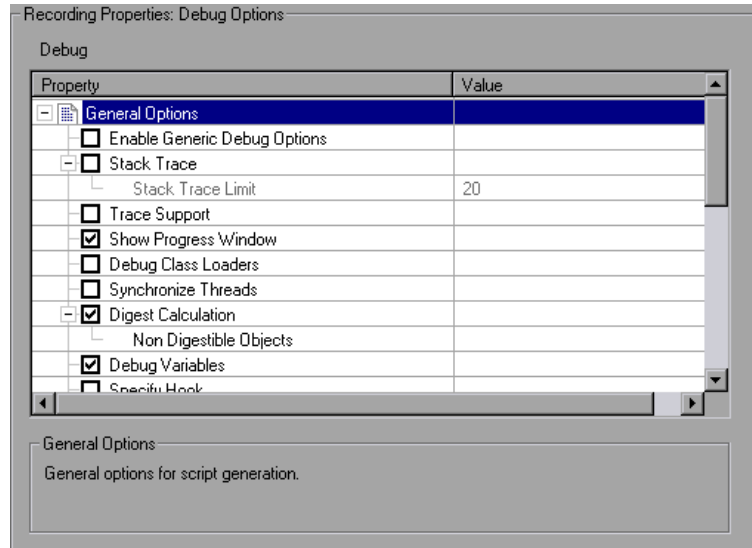 Recording Properties: Debug Options
Debug
Property Value
General Options
Enable Generic Debug Options
Stack Trace
Stack Trace Limit 20
Trace Support
Show Progress Window
Debug Class Loaders
Synchronize Threads
Digest Calculation
Non Digestible Objects
Debug Variables
Specify Hook
General Options
General options for script generation.